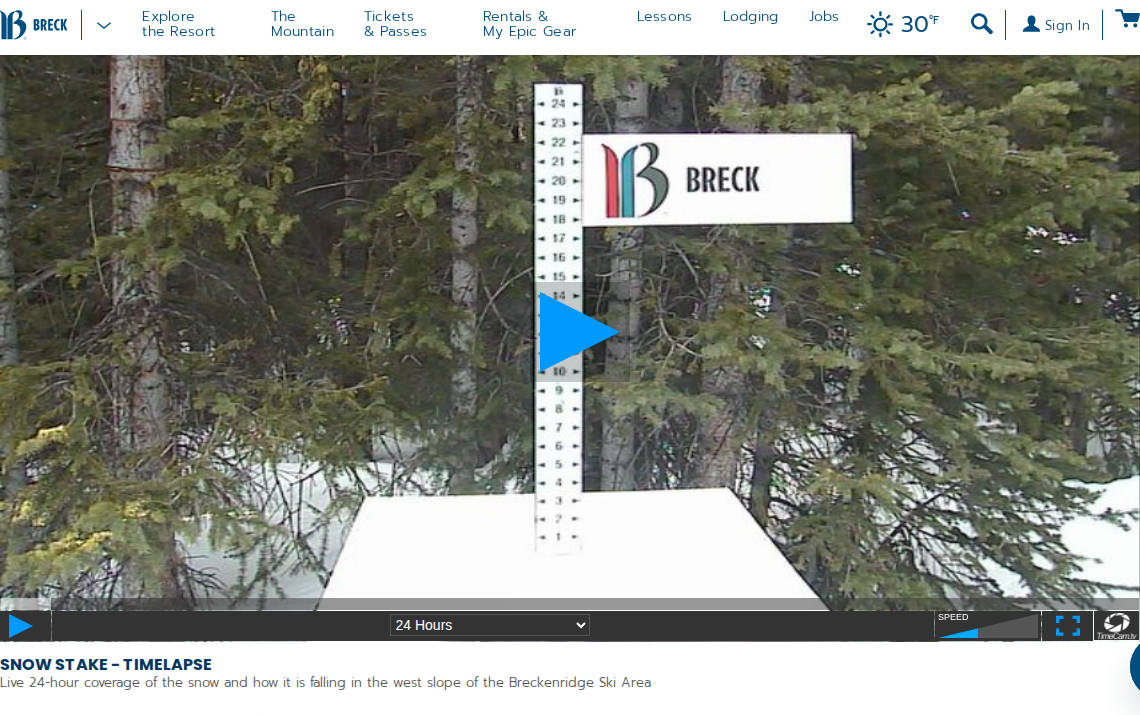 BRECK
Explore
the Resort
The
Mountain
Tickets
& Passes
Rentals &
My Epic Gear
Lessons
Lodging
Jobs
30°F
Sign In
24
23
22
21
20
19
18
17
16
15
14
10
9
8
7
6
5
4
3
2
1
BRECK
24 Hours
SPEED
TimeCam.tv
SNOW STAKE - TIMELAPSE
Live 24-hour coverage of the snow and how it is falling in the west slope of the Breckenridge Ski Area